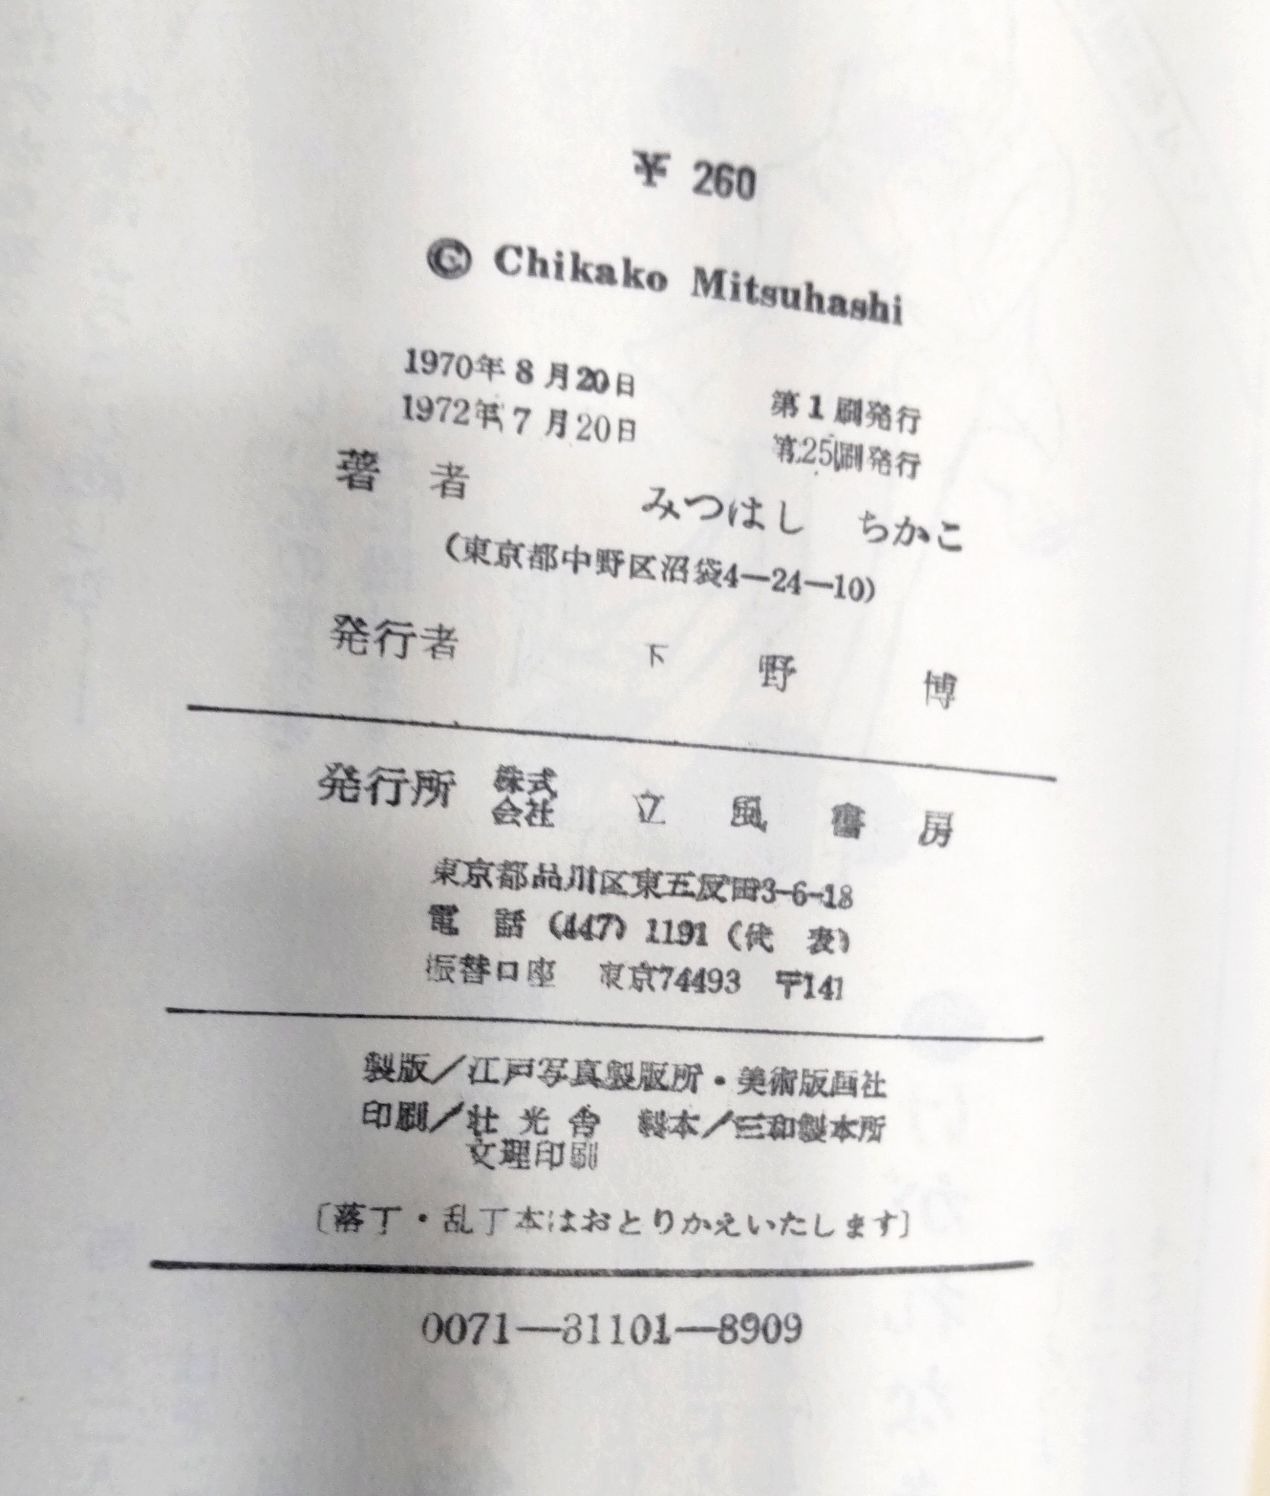 ¥ 260
© Chikako Mitsuhashi
1970年8月20日 第1刷発行
1972年7月20日 第25刷発行
著者 みつはし ちかこ
(東京都中野区沼袋4—24—10)
発行者 下野博
発行所 株式会社 立風書房
東京都品川区東五反田3-6-18
電話 (447) 1191 (代表)
振替口座 東京74493 〒141
製版/江戸写真製版所・美術版画社
印刷/壮光舎 製本/三和製本所
文理印刷
〔落丁・乱丁本はおとりかえいたします〕
0071—31101—8909